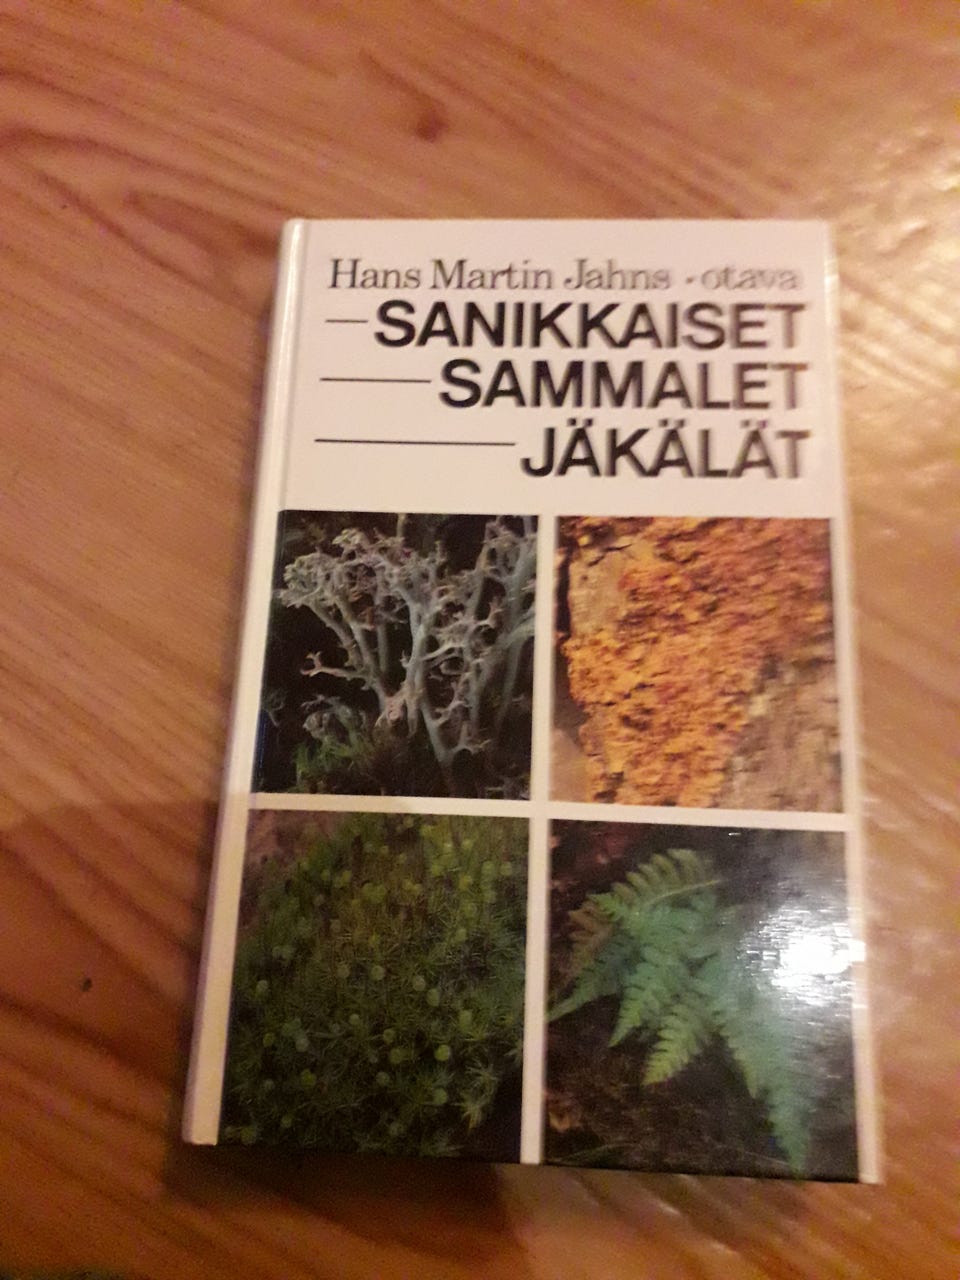 Hans Martin Jahns · otava
SANIKKAISET
SAMMALET
JÄKÄLÄT